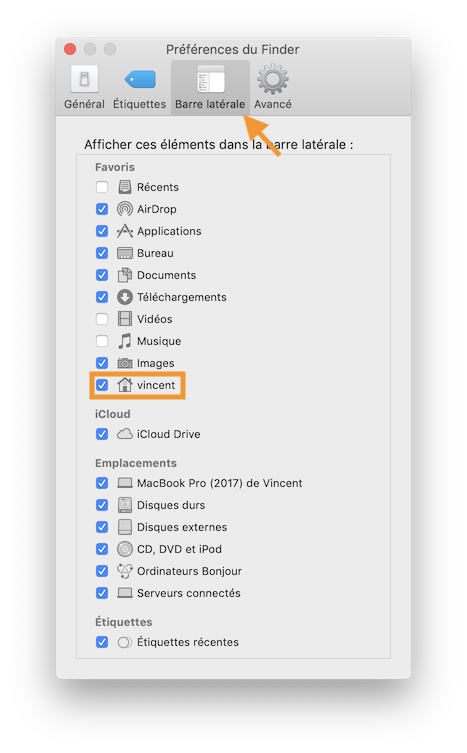 Préférences du Finder
Général Étiquettes Barre latérale Avancé
Afficher ces éléments dans la barre latérale :
Favoris
Récents
AirDrop
Applications
Bureau
Documents
Téléchargements
Vidéos
Musique
Images
vincent
iCloud
iCloud Drive
Emplacements
MacBook Pro (2017) de Vincent
Disques durs
Disques externes
CD, DVD et iPod
Ordinateurs Bonjour
Serveurs connectés
Étiquettes
Étiquettes récentes